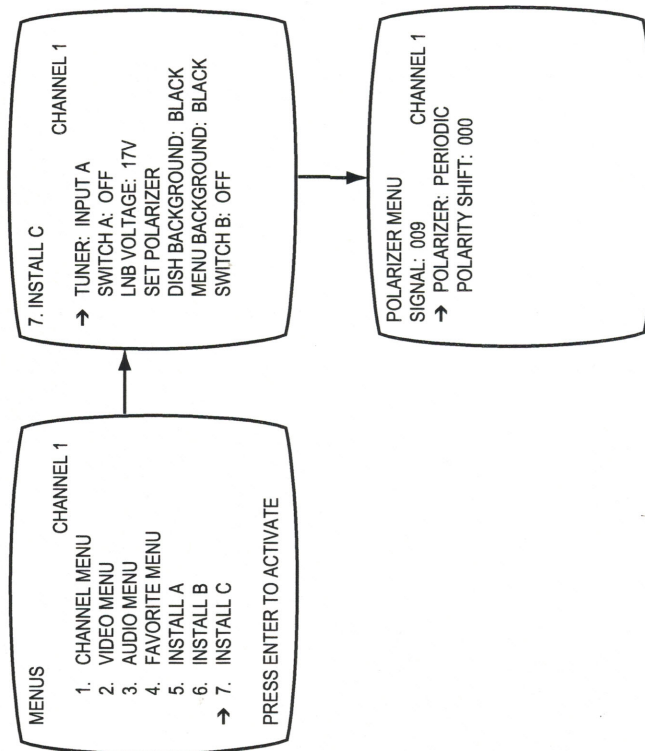 MENUS
CHANNEL 1
1. CHANNEL MENU
2. VIDEO MENU
3. AUDIO MENU
4. FAVORITE MENU
5. INSTALL A
6. INSTALL B
→ 7. INSTALL C
PRESS ENTER TO ACTIVATE
7. INSTALL C
CHANNEL 1
→ TUNER: INPUT A
SWITCH A: OFF
LNB VOLTAGE: 17V
SET POLARIZER
DISH BACKGROUND: BLACK
MENU BACKGROUND: BLACK
SWITCH B: OFF
POLARIZER MENU
SIGNAL: 009 CHANNEL 1
→ POLARIZER: PERIODIC
POLARITY SHIFT: 000